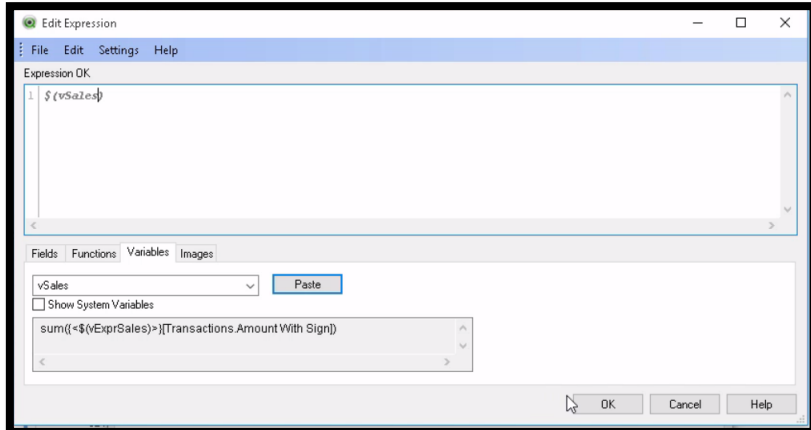 Edit Expression
File Edit Settings Help
Expression OK
1 $(vSales)
Fields Functions Variables Images
vSales Paste
Show System Variables
sum({<$(vExprSales)>}[Transactions.Amount With Sign])
OK Cancel Help